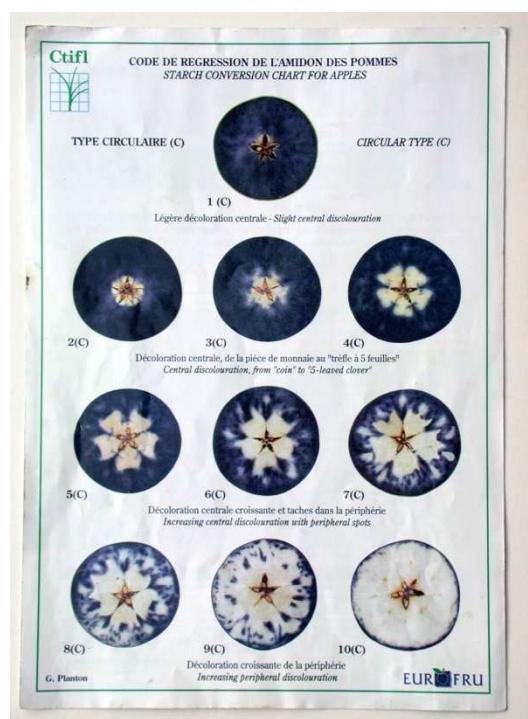 Ctifl
CODE DE REGRESSION DE L'AMIDON DES POMMES
STARCH CONVERSION CHART FOR APPLES
TYPE CIRCULAIRE (C)
CIRCULAR TYPE (C)
1 (C)
Légère décoloration centrale - Slight central discolouration
2(C)
3(C)
4(C)
Décoloration centrale, de la pièce de monnaie au "trèfle à 5 feuilles"
Central discolouration, from "coin" to "5-leaved clover"
5(C)
6(C)
7(C)
Décoloration centrale croissante et taches dans la périphérie
Increasing central discolouration with peripheral spots
8(C)
9(C)
10(C)
Décoloration croissante de la périphérie
Increasing peripheral discolouration
G. Planton
EUROFRU